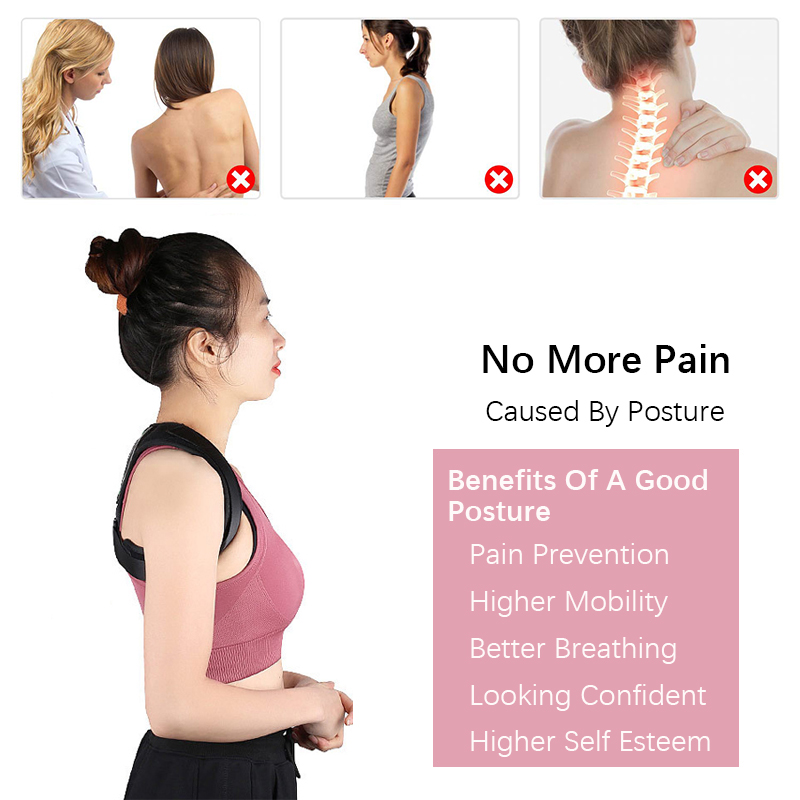 No More Pain
Caused By Posture
Benefits Of A Good
Posture
Pain Prevention
Higher Mobility
Better Breathing
Looking Confident
Higher Self Esteem